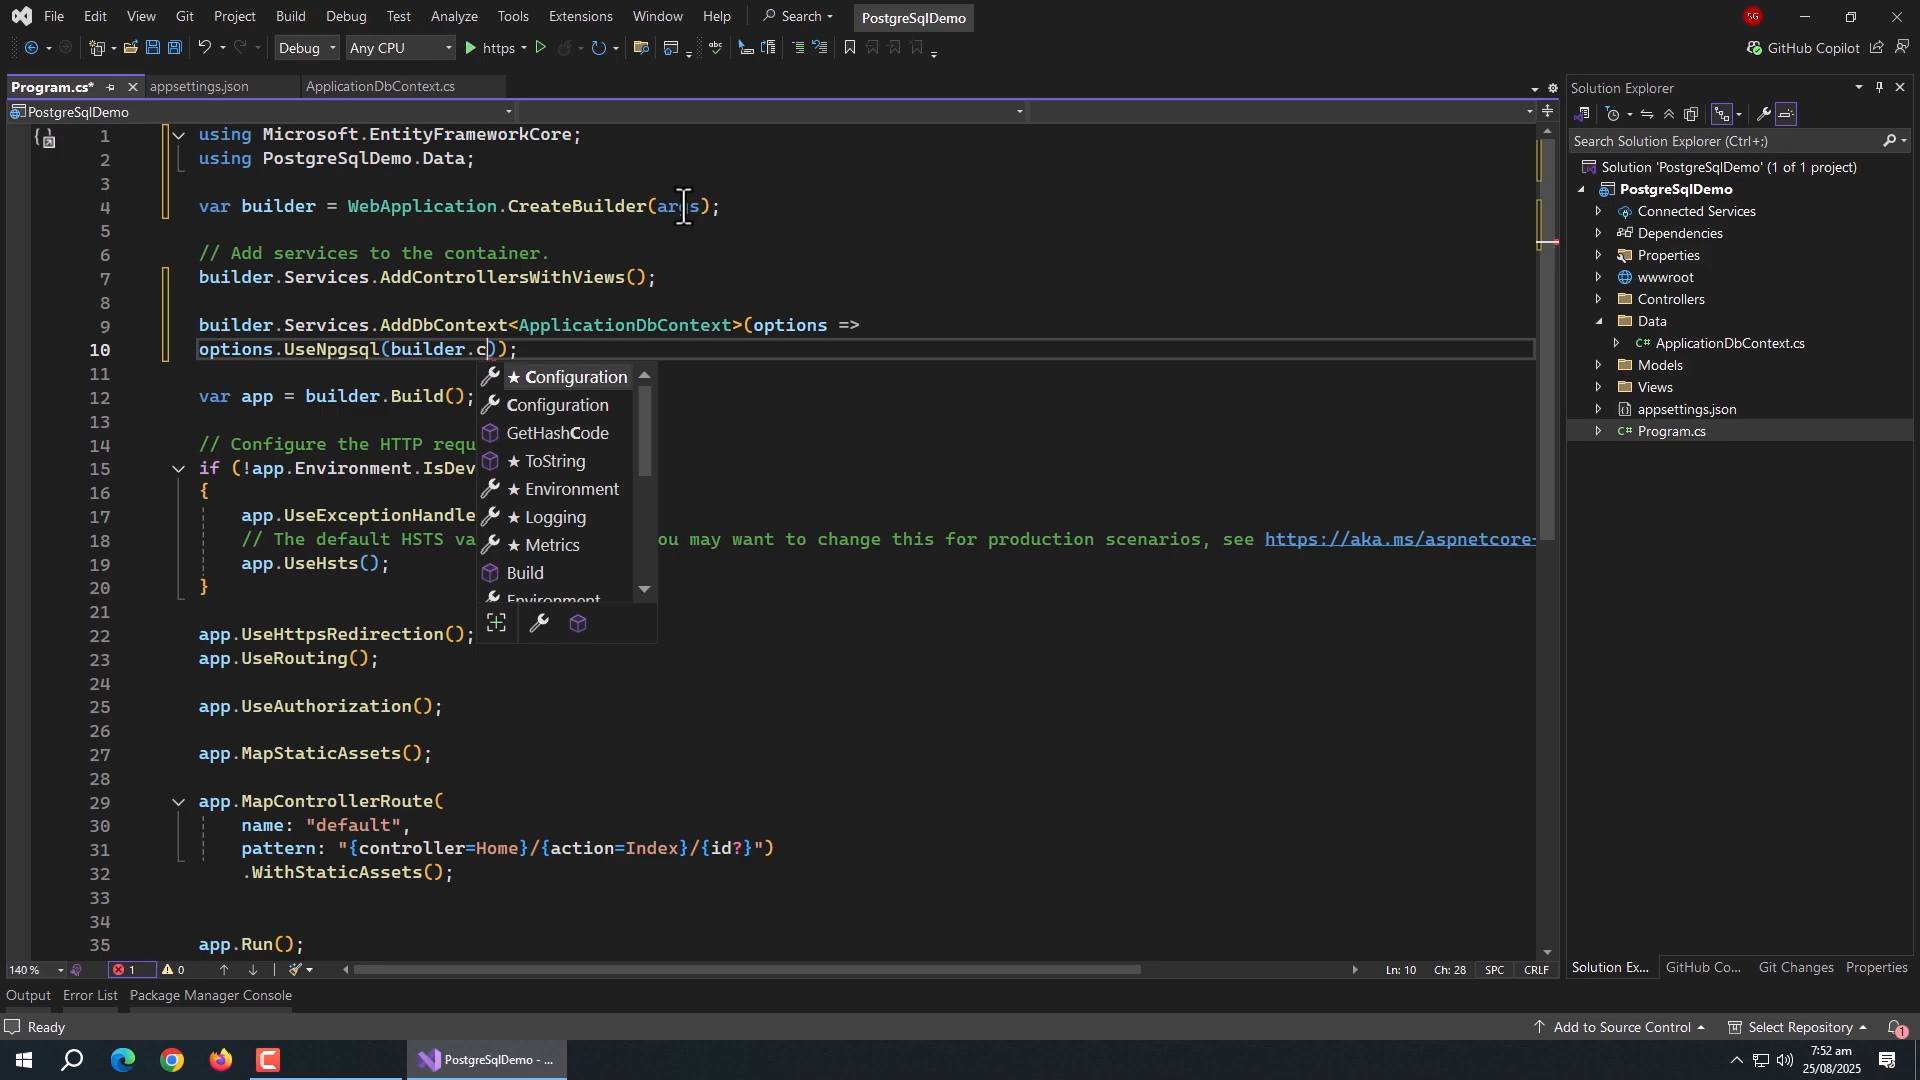 File Edit View Git Project Build Debug Test Analyze Tools Extensions Window Help Search PostgreSqlDemo SG
Debug Any CPU https GitHub Copilot
Program.cs* appsettings.json ApplicationDbContext.cs
PostgreSqlDemo
1 using Microsoft.EntityFrameworkCore;
2 using PostgreSqlDemo.Data;
3
4 var builder = WebApplication.CreateBuilder(args);
5
6 // Add services to the container.
7 builder.Services.AddControllersWithViews();
8
9 builder.Services.AddDbContext<ApplicationDbContext>(options =>
10 options.UseNpgsql(builder.c));
11
12 var app = builder.Build();
13
14 // Configure the HTTP requ
15 if (!app.Environment.IsDev
16 {
17 app.UseExceptionHandle
18 // The default HSTS va ou may want to change this for production scenarios, see https://aka.ms/aspnetcore-
19 app.UseHsts();
20 }
21
22 app.UseHttpsRedirection();
23 app.UseRouting();
24
25 app.UseAuthorization();
26
27 app.MapStaticAssets();
28
29 app.MapControllerRoute(
30 name: "default",
31 pattern: "{controller=Home}/{action=Index}/{id?}")
32 .WithStaticAssets();
33
34
35 app.Run();
★ Configuration
Configuration
GetHashCode
★ ToString
★ Environment
★ Logging
★ Metrics
Build
Environment
140 % 1 0 Ln: 10 Ch: 28 SPC CRLF
Output Error List Package Manager Console
Solution Explorer
Search Solution Explorer (Ctrl+;)
Solution 'PostgreSqlDemo' (1 of 1 project)
PostgreSqlDemo
Connected Services
Dependencies
Properties
wwwroot
Controllers
Data
C# ApplicationDbContext.cs
Models
Views
appsettings.json
C# Program.cs
Solution Ex... GitHub Co... Git Changes Properties
Ready Add to Source Control Select Repository 1
PostgreSqlDemo - ... 7:52 am
25/08/2025